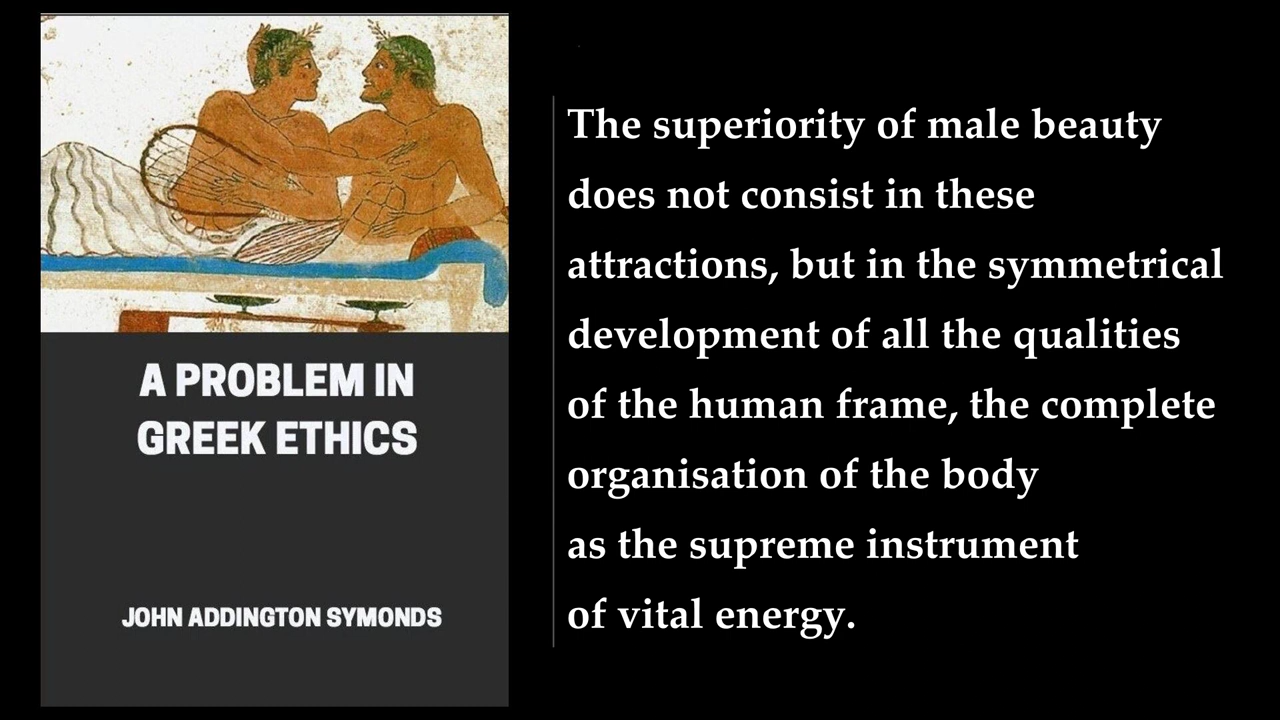 A PROBLEM IN
GREEK ETHICS
JOHN ADDINGTON SYMONDS
The superiority of male beauty
does not consist in these
attractions, but in the symmetrical
development of all the qualities
of the human frame, the complete
organisation of the body
as the supreme instrument
of vital energy.